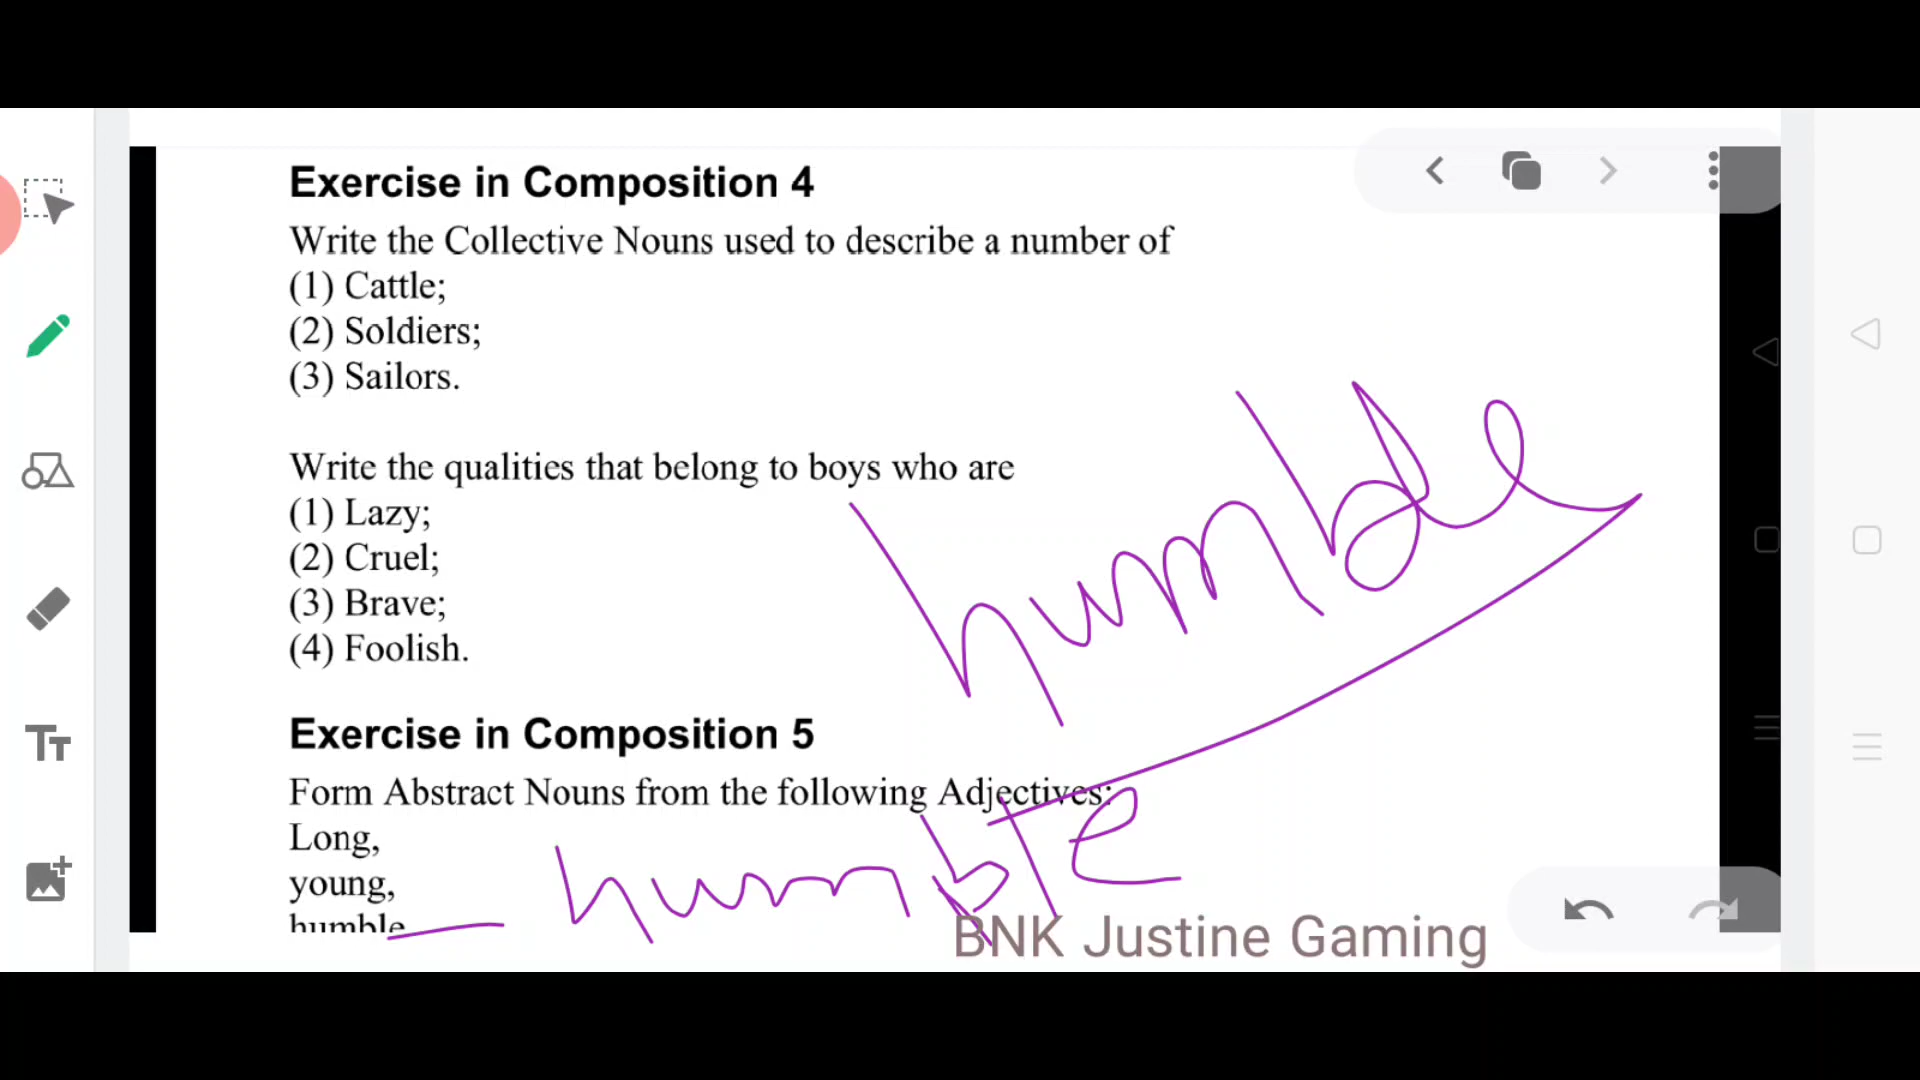 Exercise in Composition 4
Write the Collective Nouns used to describe a number of
(1) Cattle;
(2) Soldiers;
(3) Sailors.
Write the qualities that belong to boys who are
(1) Lazy;
(2) Cruel;
(3) Brave;
(4) Foolish.
humble
Exercise in Composition 5
Form Abstract Nouns from the following Adjectives:
Long,
young,
humble — humble
BNK Justine Gaming
Tт